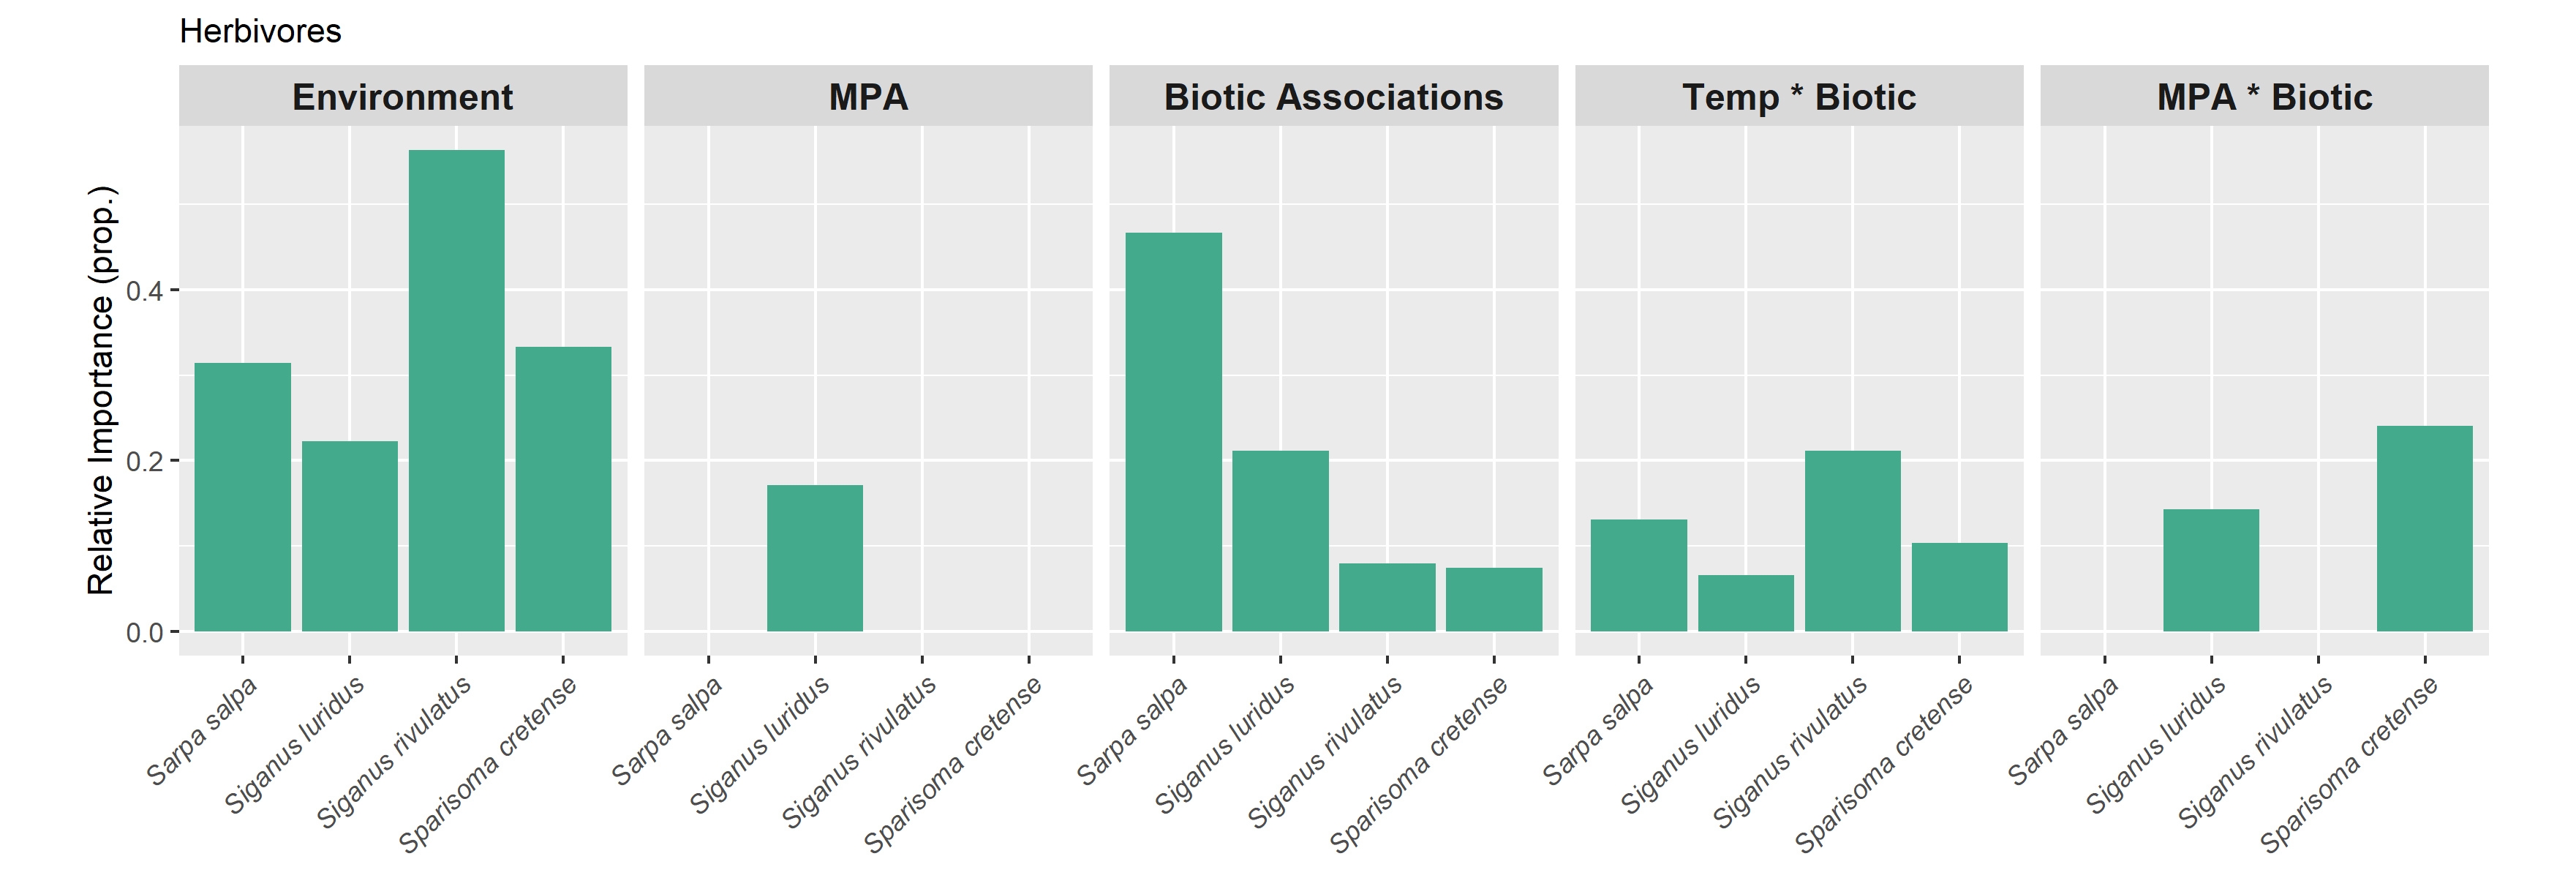 Herbivores
Environment
MPA
Biotic Associations
Temp * Biotic
MPA * Biotic
Relative Importance (prop.)
0.4
0.2
0.0
Sarpa salpa
Siganus luridus
Siganus rivulatus
Sparisoma cretense
Sarpa salpa
Siganus luridus
Siganus rivulatus
Sparisoma cretense
Sarpa salpa
Siganus luridus
Siganus rivulatus
Sparisoma cretense
Sarpa salpa
Siganus luridus
Siganus rivulatus
Sparisoma cretense
Sarpa salpa
Siganus luridus
Siganus rivulatus
Sparisoma cretense